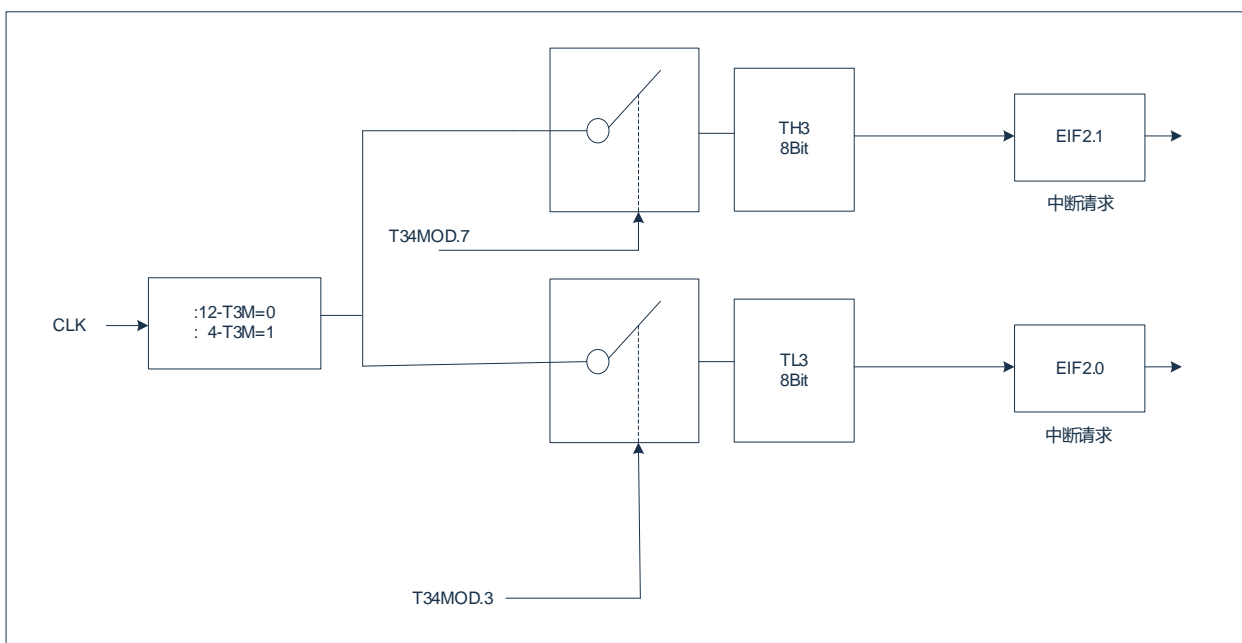 TH3
8Bit
EIF2.1
中断请求
T34MOD.7
CLK
:12-T3M=0
: 4-T3M=1
TL3
8Bit
EIF2.0
中断请求
T34MOD.3